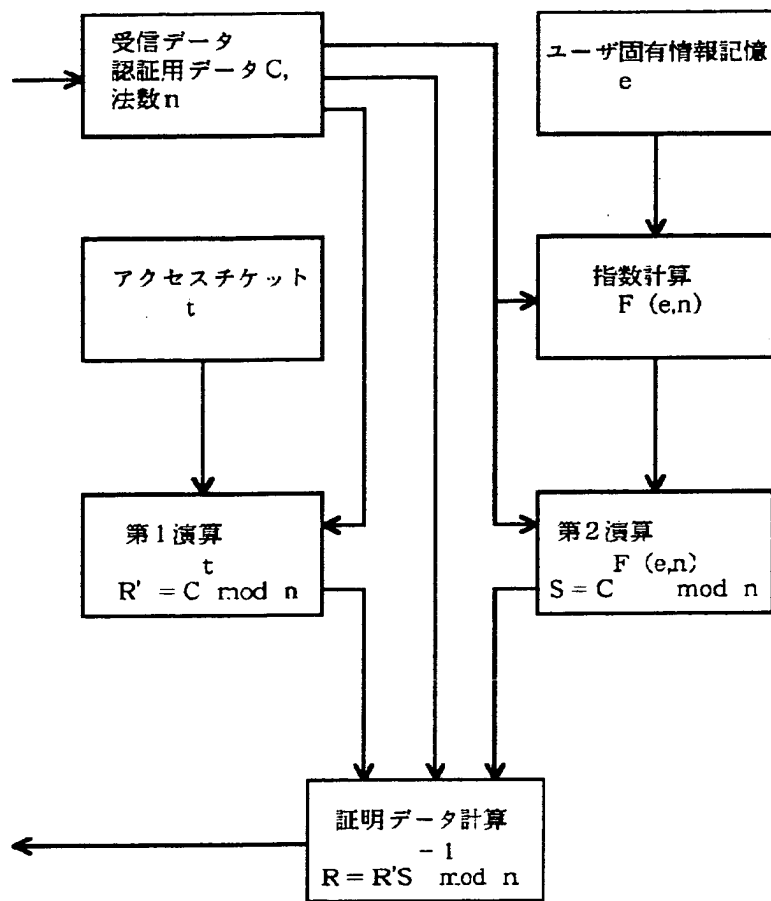 受信データ
認証用データC,
法数n
ユーザ固有情報記憶
e
アクセスチケット
t
指数計算
F (e,n)
第1演算
t
R' = C mod n
第2演算
F (e,n)
S = C mod n
証明データ計算
-1
R = R'S mod n